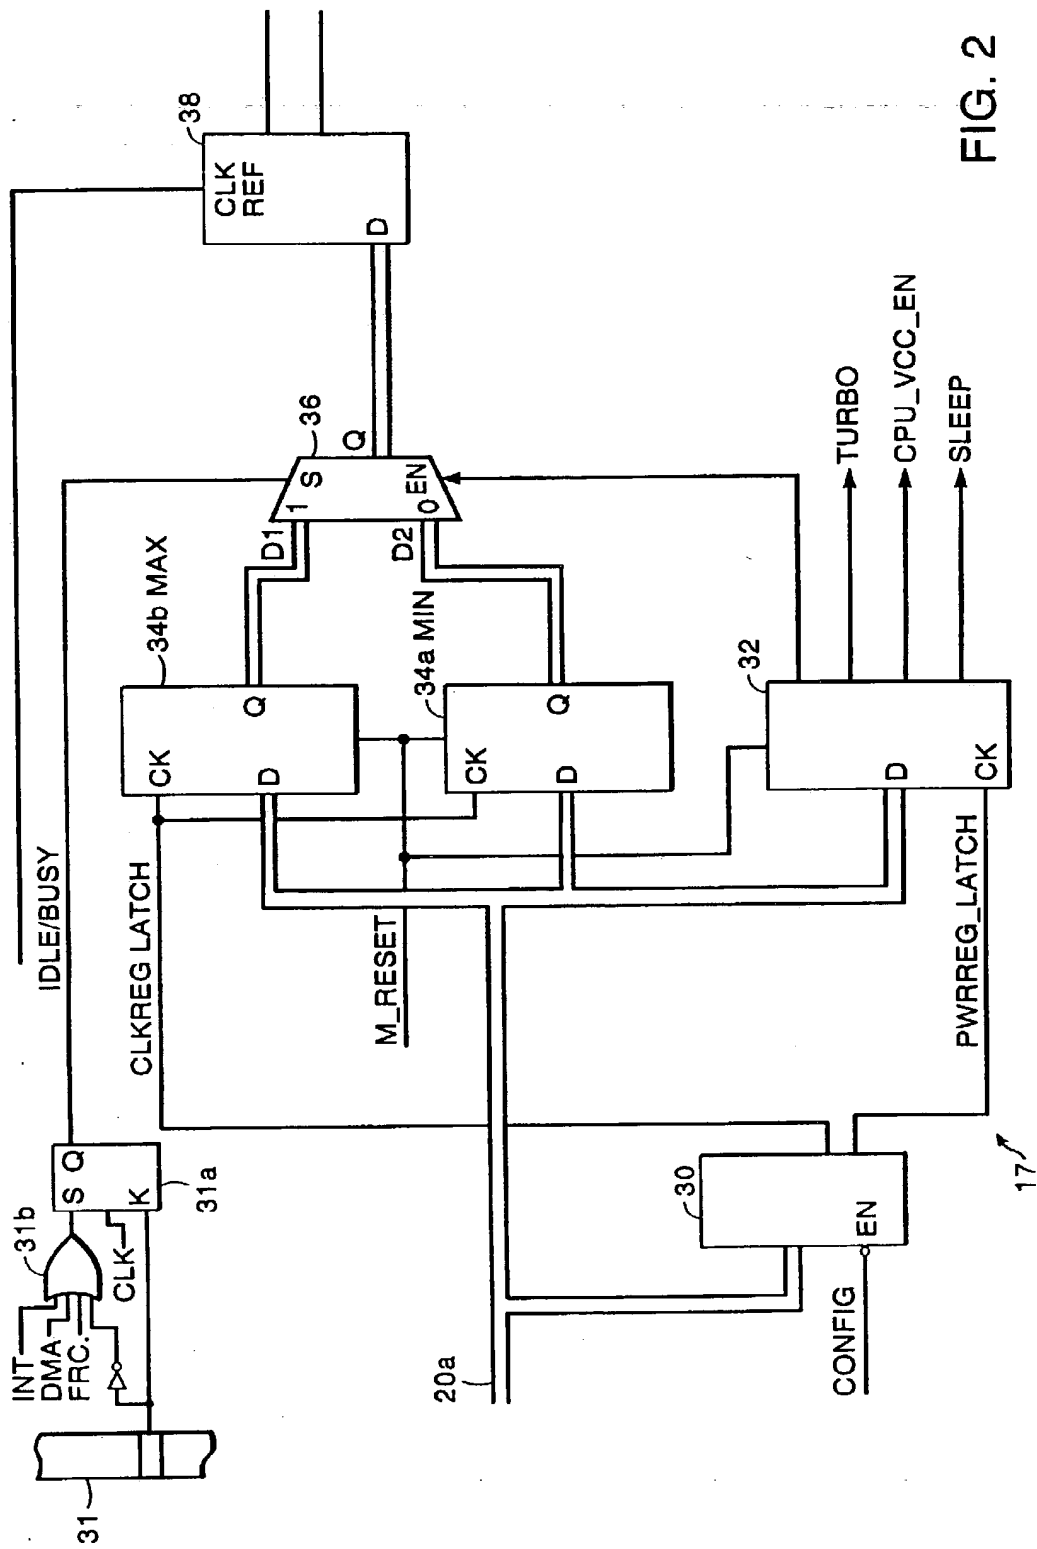 31
INT
DMA
FRC.
31b
CLK
S Q
K
31a
IDLE/BUSY
CLKREG LATCH
M_RESET
20a
CONFIG
30
EN
PWRREG_LATCH
17
34b MAX
CK
D
Q
34a MIN
CK
D
Q
32
D
CK
D1
1
S
36
Q
D2
0
EN
TURBO
CPU_VCC_EN
SLEEP
38
CLK
REF
D
FIG. 2